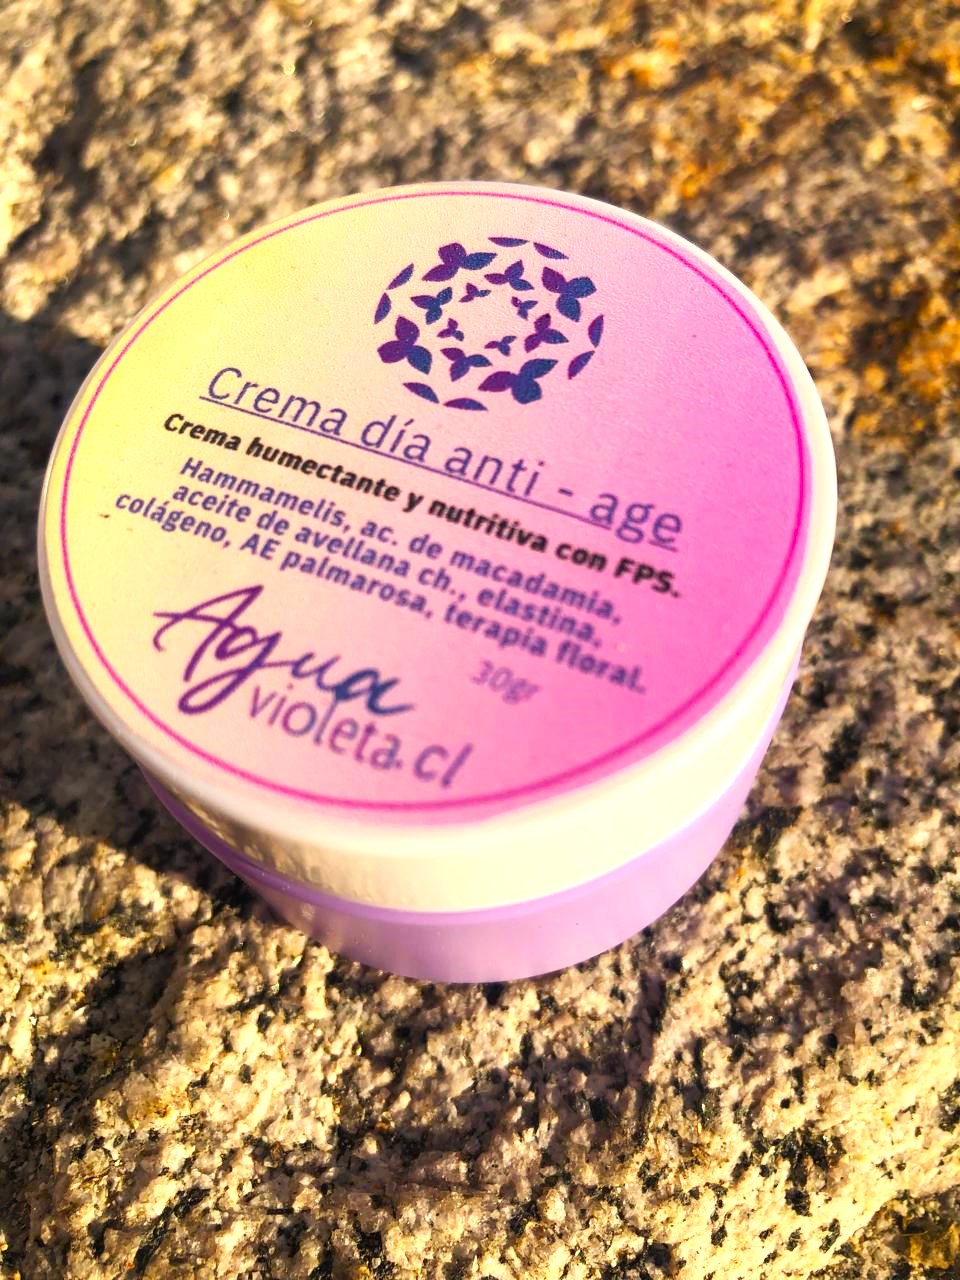 Crema día anti - age
Crema humectante y nutritiva con FPS.
Hammamelis, ac. de macadamia,
aceite de avellana ch., elastina,
colágeno, AE palmarosa, terapia floral.
30gr
Agua
violeta.cl